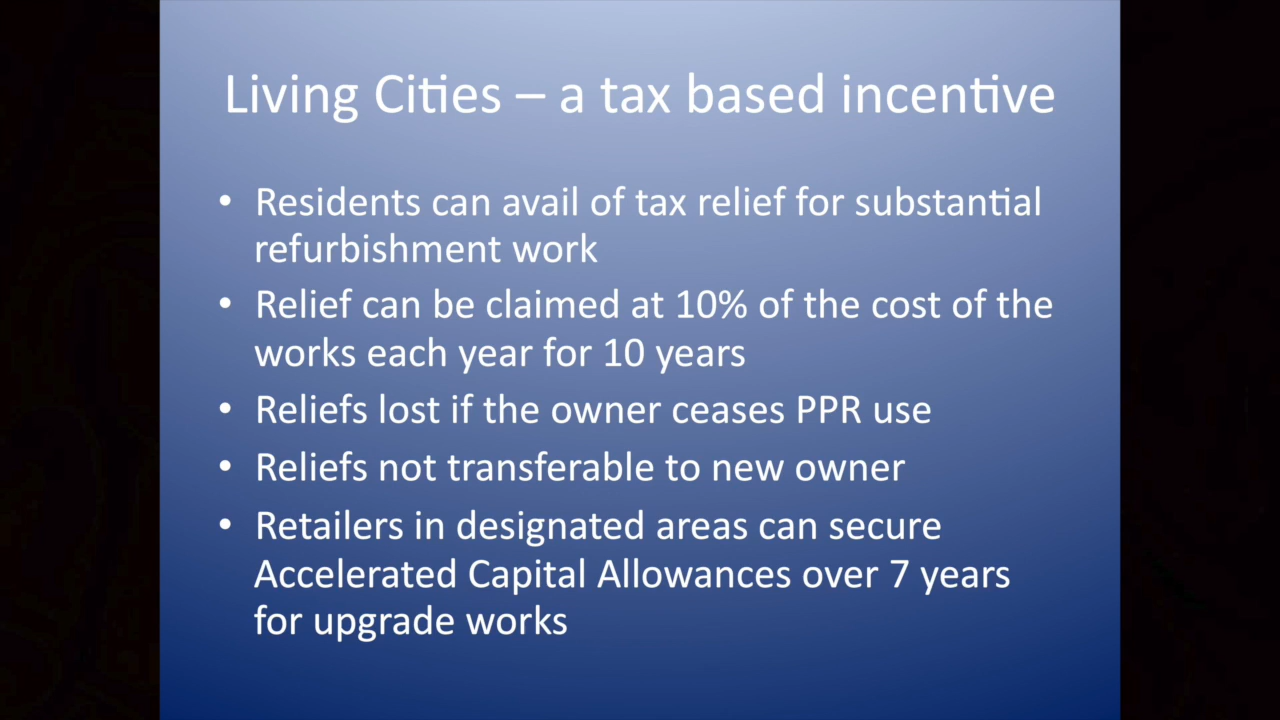 Living Cities – a tax based incentive
• Residents can avail of tax relief for substantial
refurbishment work
• Relief can be claimed at 10% of the cost of the
works each year for 10 years
• Reliefs lost if the owner ceases PPR use
• Reliefs not transferable to new owner
• Retailers in designated areas can secure
Accelerated Capital Allowances over 7 years
for upgrade works